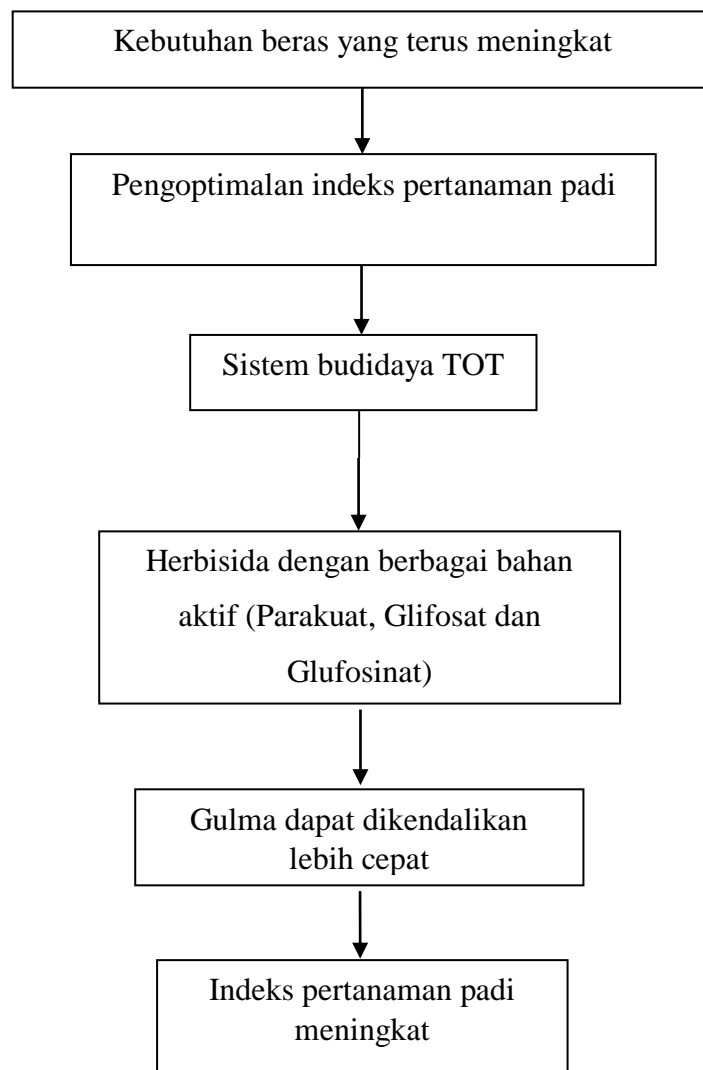 Kebutuhan beras yang terus meningkat
Pengoptimalan indeks pertanaman padi
Sistem budidaya TOT
Herbisida dengan berbagai bahan
aktif (Parakuat, Glifosat dan
Glufosinat)
Gulma dapat dikendalikan
lebih cepat
Indeks pertanaman padi
meningkat